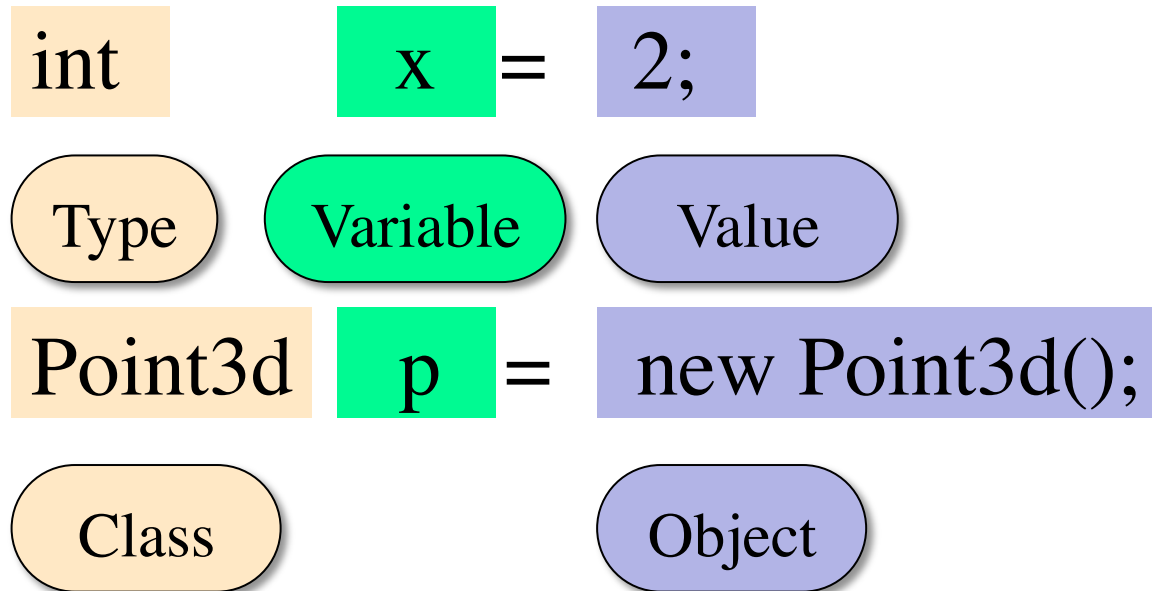 int x = 2;
Type Variable Value
Point3d p = new Point3d();
Class Object